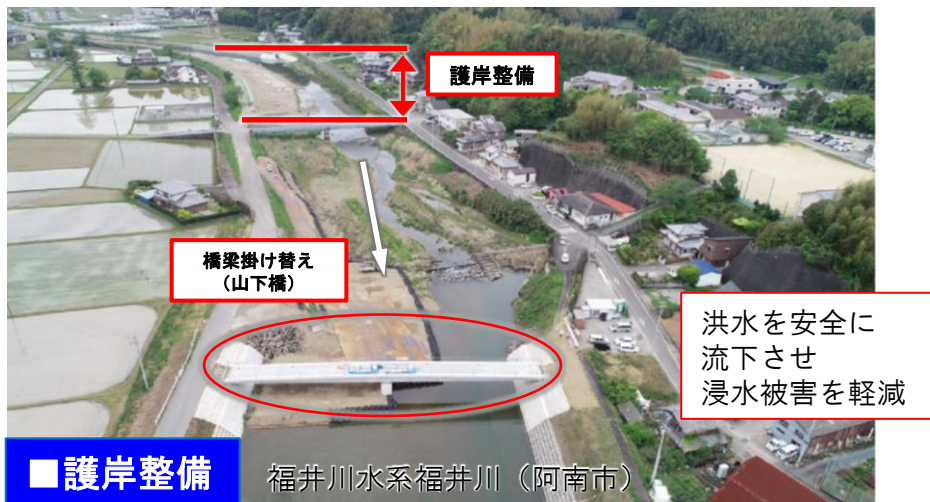 護岸整備
橋梁掛け替え
（山下橋）
洪水を安全に
流下させ
浸水被害を軽減
■護岸整備
福井川水系福井川（阿南市）